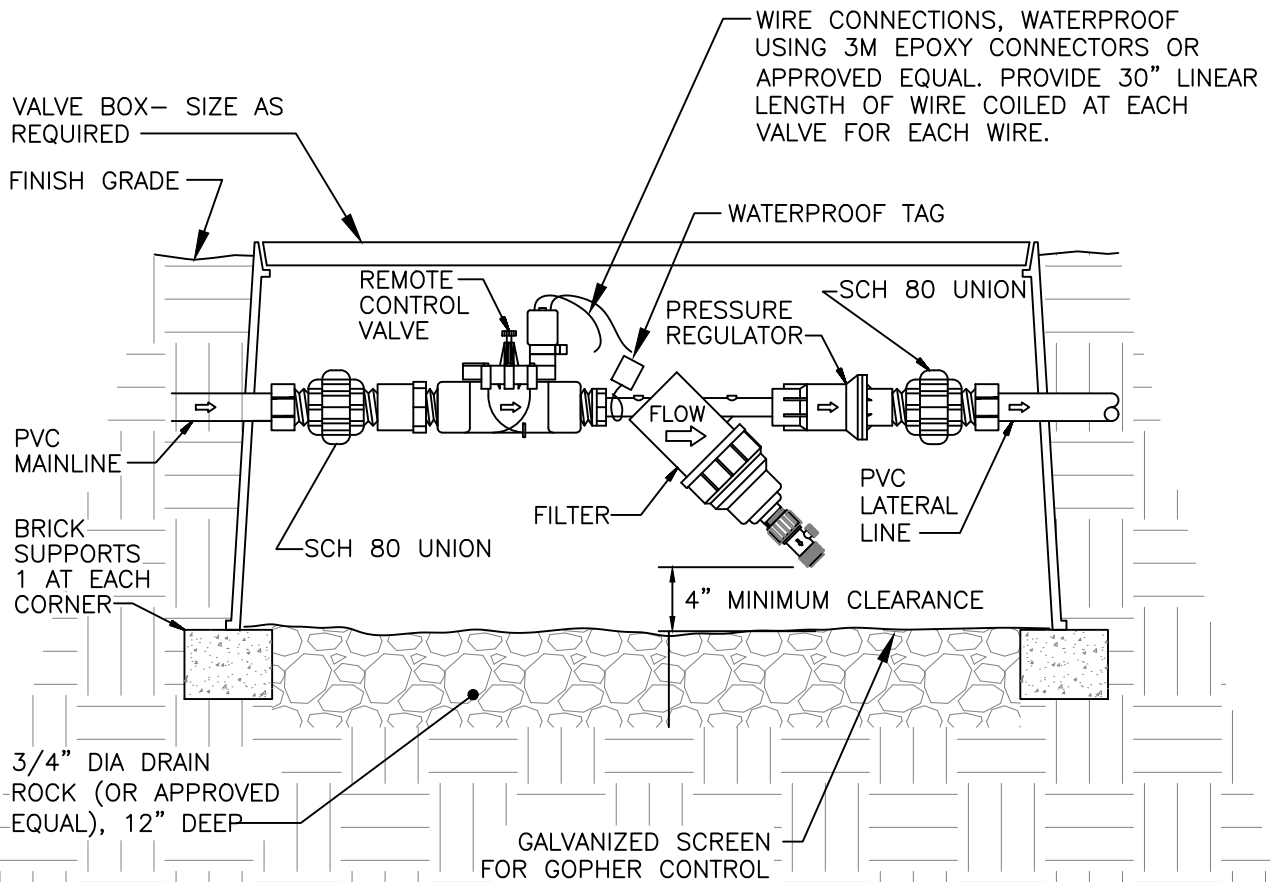 WIRE CONNECTIONS, WATERPROOF
USING 3M EPOXY CONNECTORS OR
APPROVED EQUAL. PROVIDE 30" LINEAR
LENGTH OF WIRE COILED AT EACH
VALVE FOR EACH WIRE.
VALVE BOX– SIZE AS
REQUIRED
FINISH GRADE
WATERPROOF TAG
REMOTE
CONTROL
VALVE
PRESSURE
REGULATOR
SCH 80 UNION
FLOW
PVC
MAINLINE
FILTER
PVC
LATERAL
LINE
BRICK
SUPPORTS
1 AT EACH
CORNER
SCH 80 UNION
4" MINIMUM CLEARANCE
3/4" DIA DRAIN
ROCK (OR APPROVED
EQUAL), 12" DEEP
GALVANIZED SCREEN
FOR GOPHER CONTROL